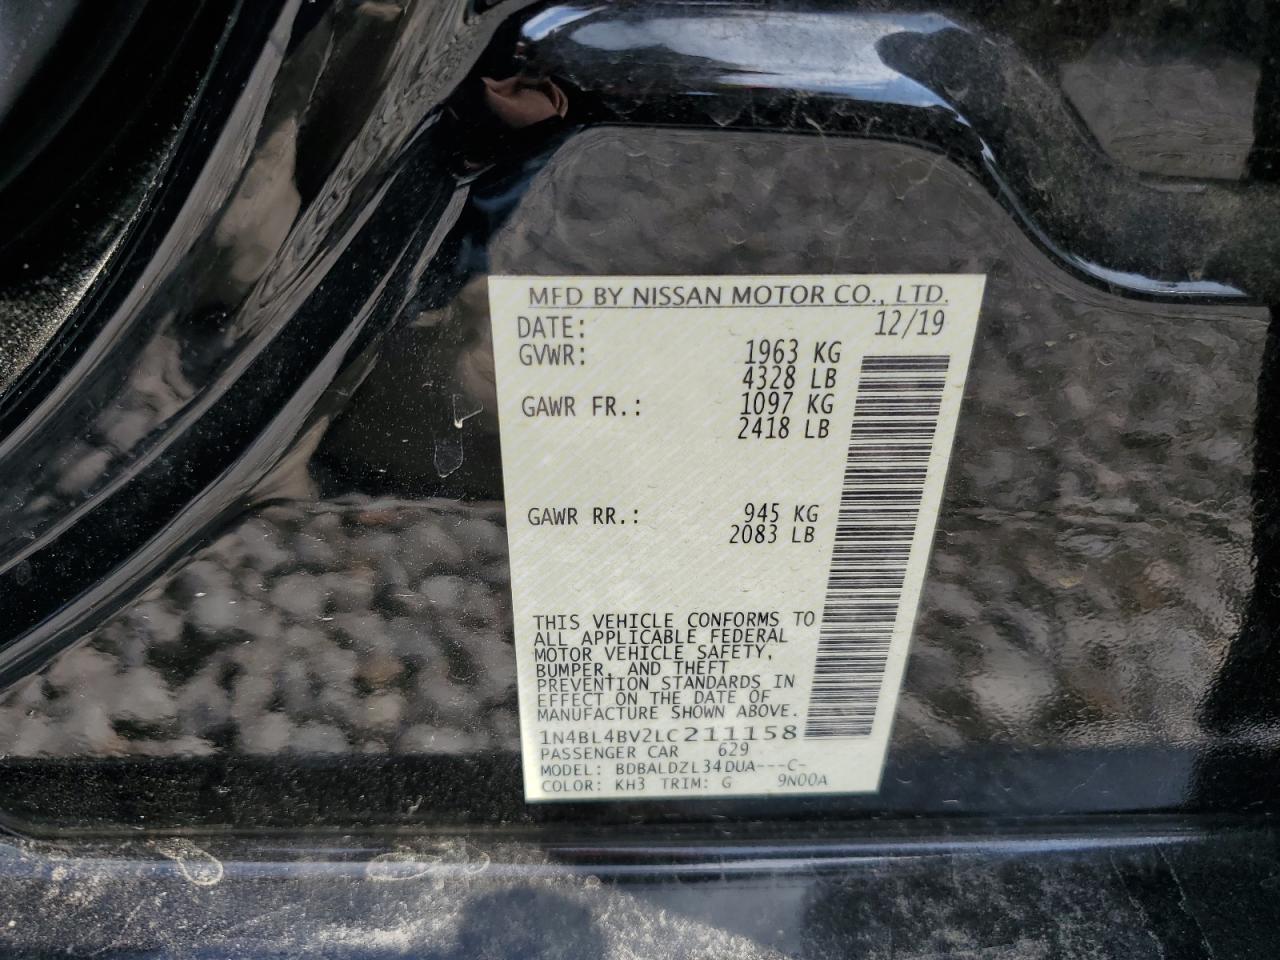 MFD BY NISSAN MOTOR CO., LTD.
DATE: 12/19
GVWR: 1963 KG
4328 LB
GAWR FR.: 1097 KG
2418 LB
GAWR RR.: 945 KG
2083 LB
THIS VEHICLE CONFORMS TO
ALL APPLICABLE FEDERAL
MOTOR VEHICLE SAFETY,
BUMPER, AND THEFT
PREVENTION STANDARDS IN
EFFECT ON THE DATE OF
MANUFACTURE SHOWN ABOVE.
1N4BL4BV2LC211158
PASSENGER CAR 629
MODEL: BDBALDZL34DUA---C-
COLOR: KH3 TRIM: G 9N00A